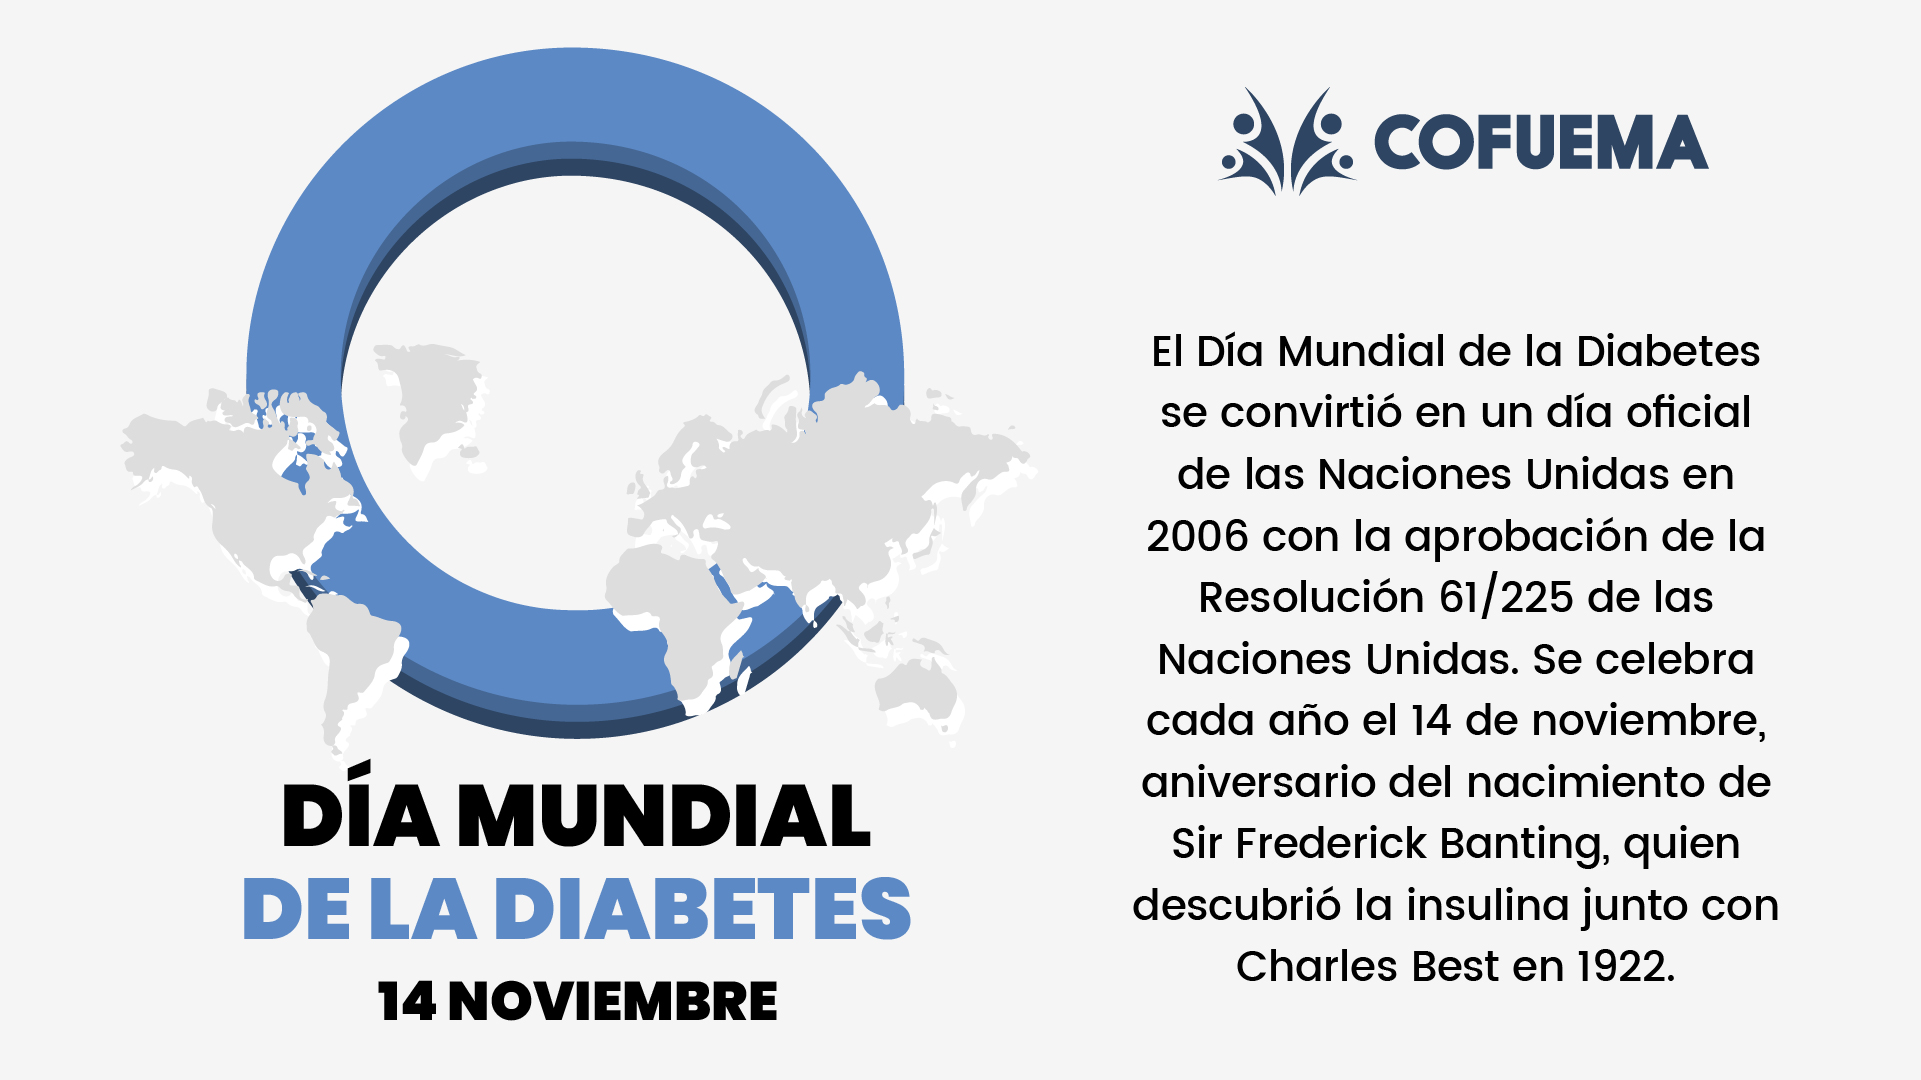 DÍA MUNDIAL
DE LA DIABETES
14 NOVIEMBRE
COFUEMA
El Día Mundial de la Diabetes
se convirtió en un día oficial
de las Naciones Unidas en
2006 con la aprobación de la
Resolución 61/225 de las
Naciones Unidas. Se celebra
cada año el 14 de noviembre,
aniversario del nacimiento de
Sir Frederick Banting, quien
descubrió la insulina junto con
Charles Best en 1922.